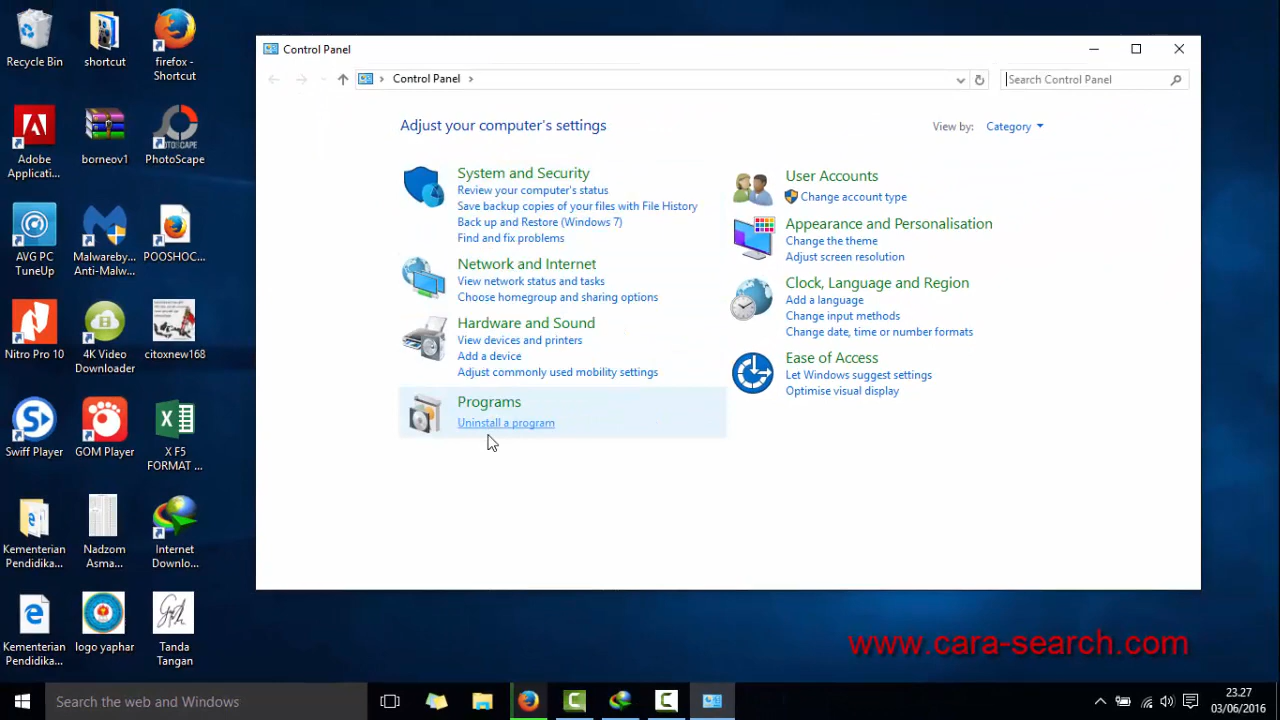 Recycle Bin
shortcut
firefox -
Shortcut
Adobe
Applicati...
borneov1
PhotoScape
AVG PC
TuneUp
Malwareby...
Anti-Malw...
POOSHOC...
Nitro Pro 10
4K Video
Downloader
citoxnew168
Swiff Player
GOM Player
X F5
FORMAT ...
Kementerian
Pendidika...
Nadzom
Asma...
Internet
Downlo...
Kementerian
Pendidika...
logo yaphar
Tanda
Tangan
Control Panel
Control Panel
Search Control Panel
Adjust your computer's settings
View by: Category
System and Security
Review your computer's status
Save backup copies of your files with File History
Back up and Restore (Windows 7)
Find and fix problems
Network and Internet
View network status and tasks
Choose homegroup and sharing options
Hardware and Sound
View devices and printers
Add a device
Adjust commonly used mobility settings
Programs
Uninstall a program
User Accounts
Change account type
Appearance and Personalisation
Change the theme
Adjust screen resolution
Clock, Language and Region
Add a language
Change input methods
Change date, time or number formats
Ease of Access
Let Windows suggest settings
Optimise visual display
www.cara-search.com
Search the web and Windows
23.27
03/06/2016